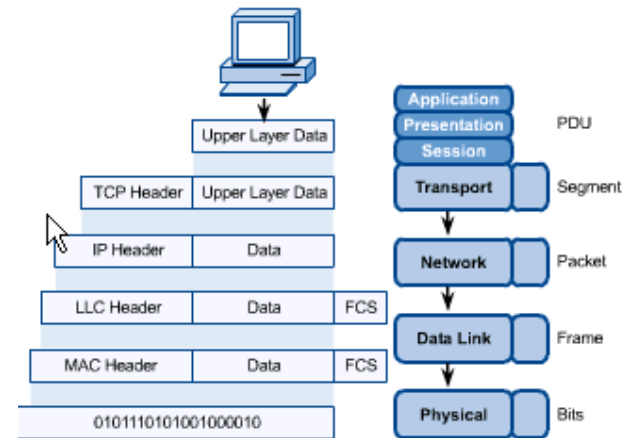 Upper Layer Data
TCP Header Upper Layer Data
IP Header Data
LLC Header Data FCS
MAC Header Data FCS
0101110101001000010
Application
Presentation PDU
Session
Transport Segment
Network Packet
Data Link Frame
Physical Bits